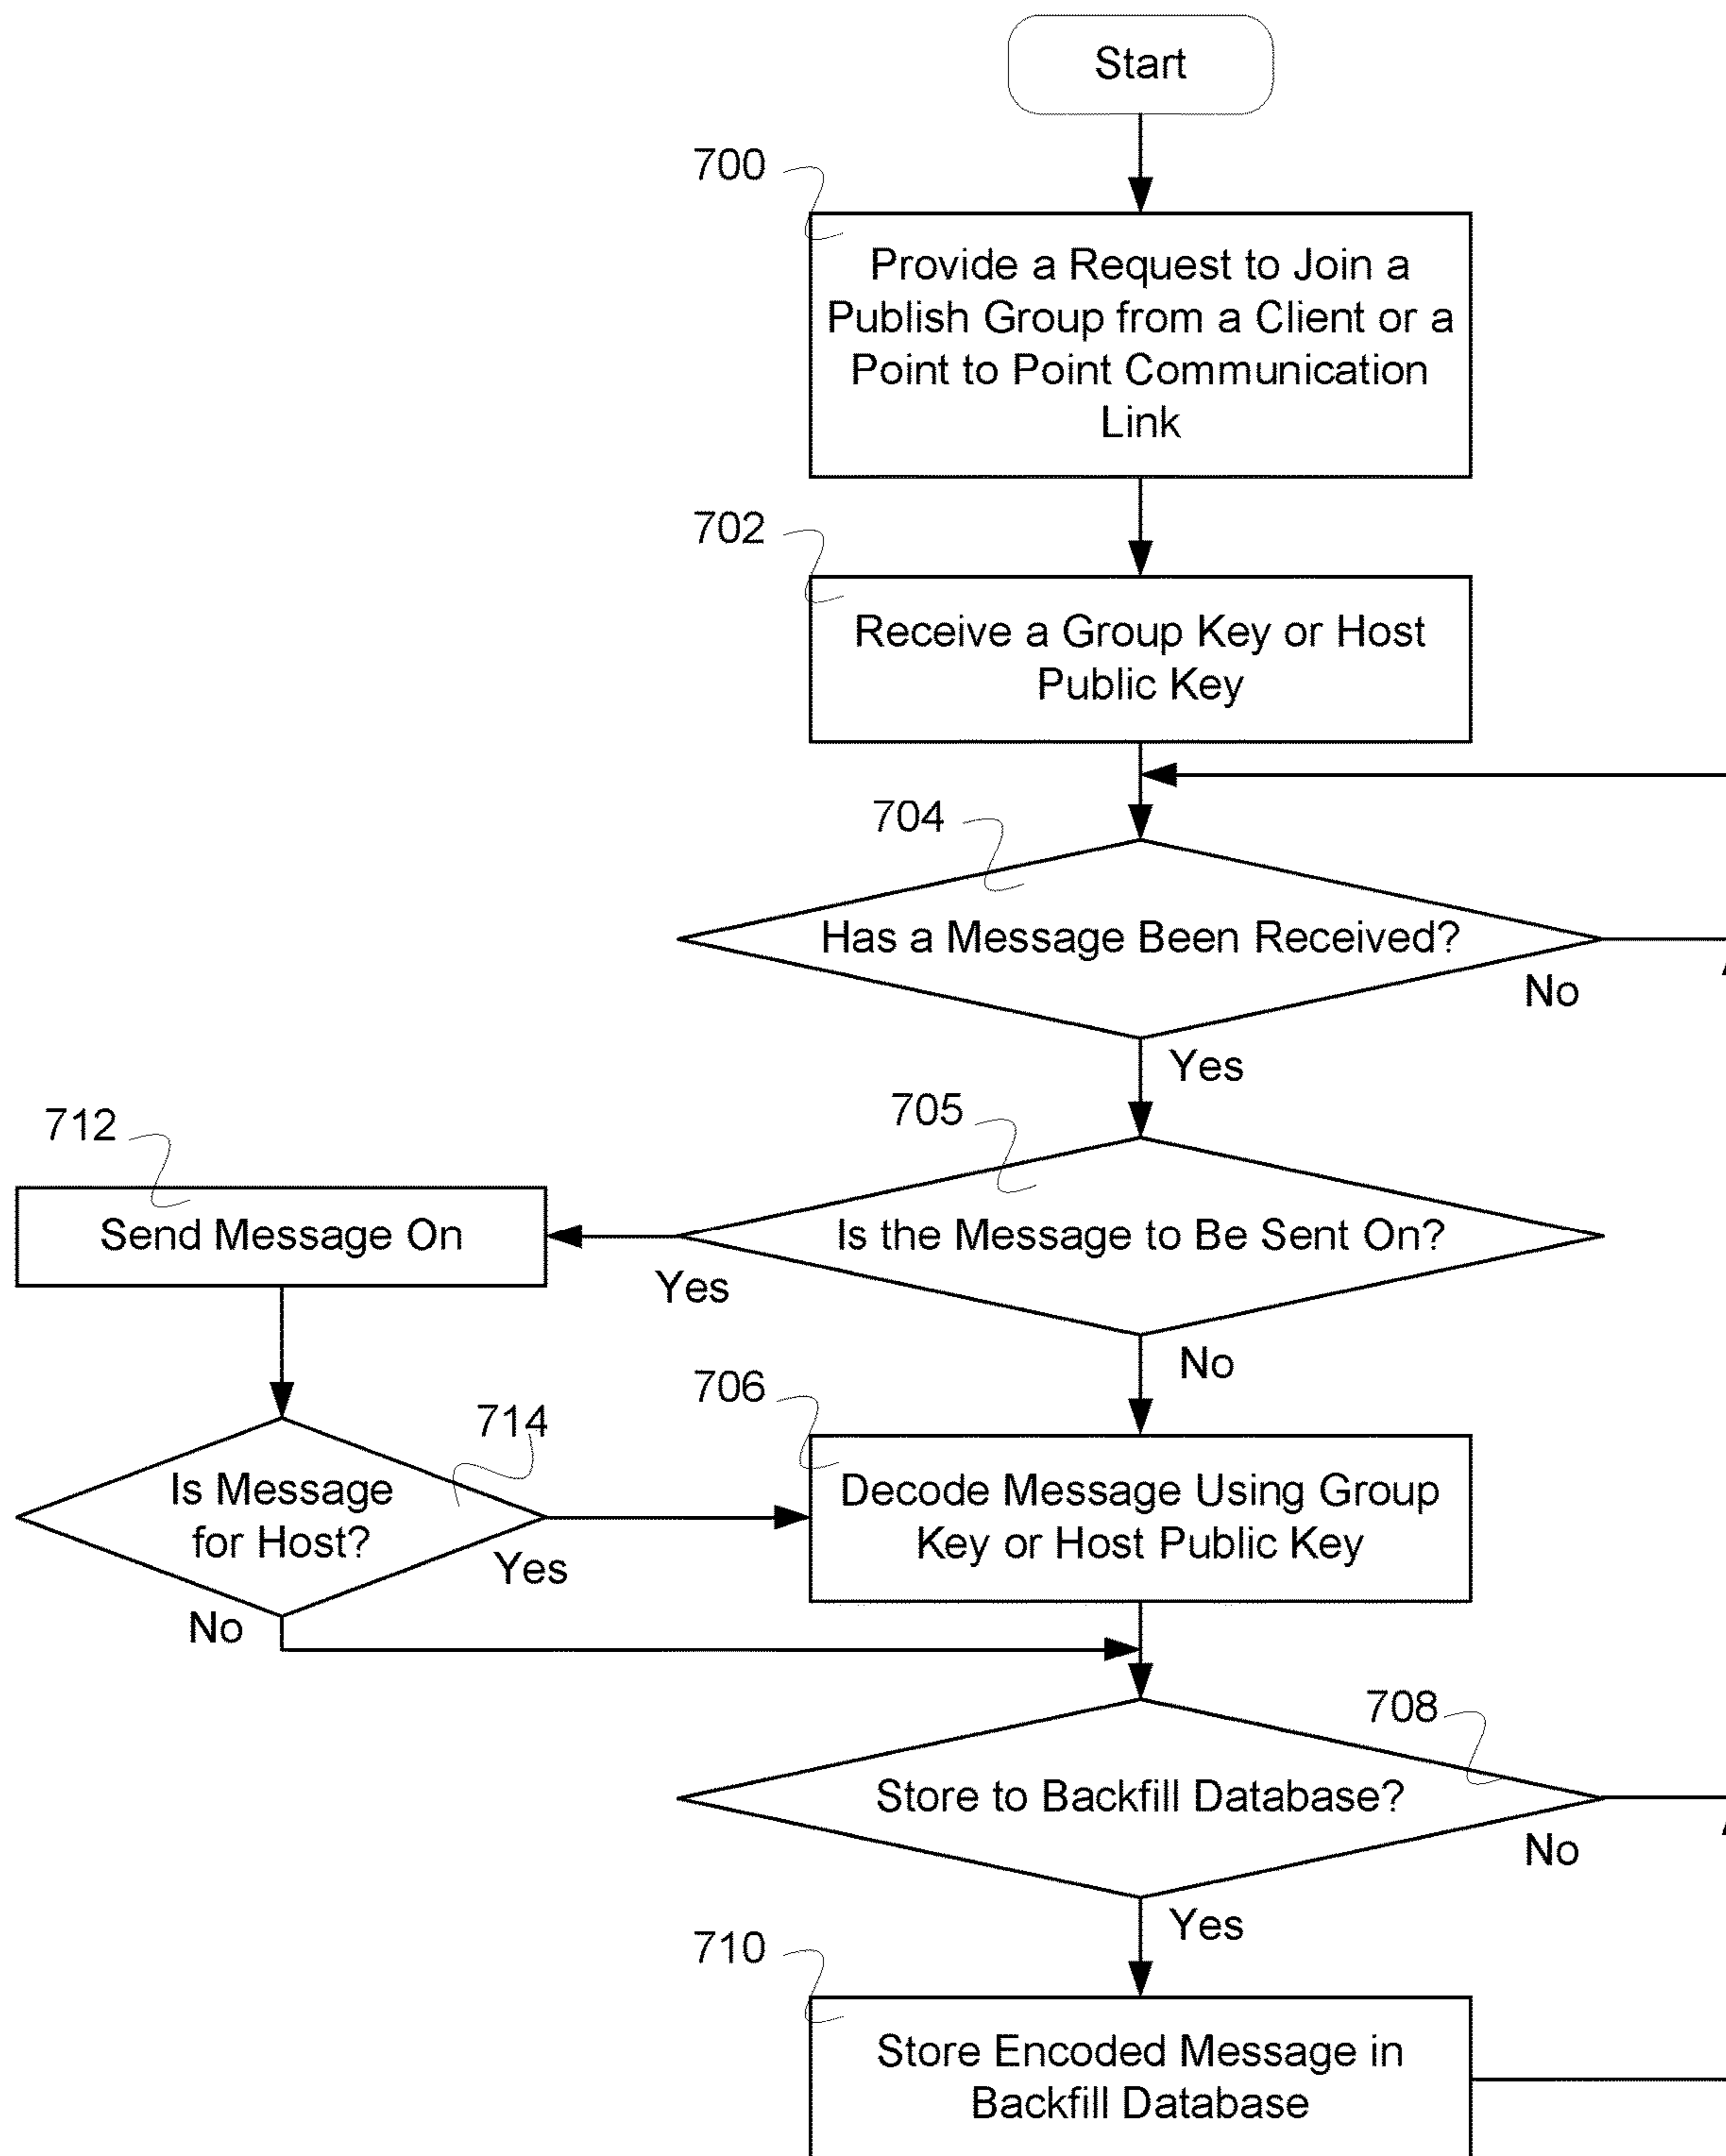 Start
700
Provide a Request to Join a
Publish Group from a Client or a
Point to Point Communication
Link
702
Receive a Group Key or Host
Public Key
704
Has a Message Been Received?
No
Yes
705
712
Is the Message to Be Sent On?
Send Message On
Yes
No
706
714
Is Message
for Host?
Decode Message Using Group
Key or Host Public Key
Yes
No
708
Store to Backfill Database?
No
Yes
710
Store Encoded Message in
Backfill Database